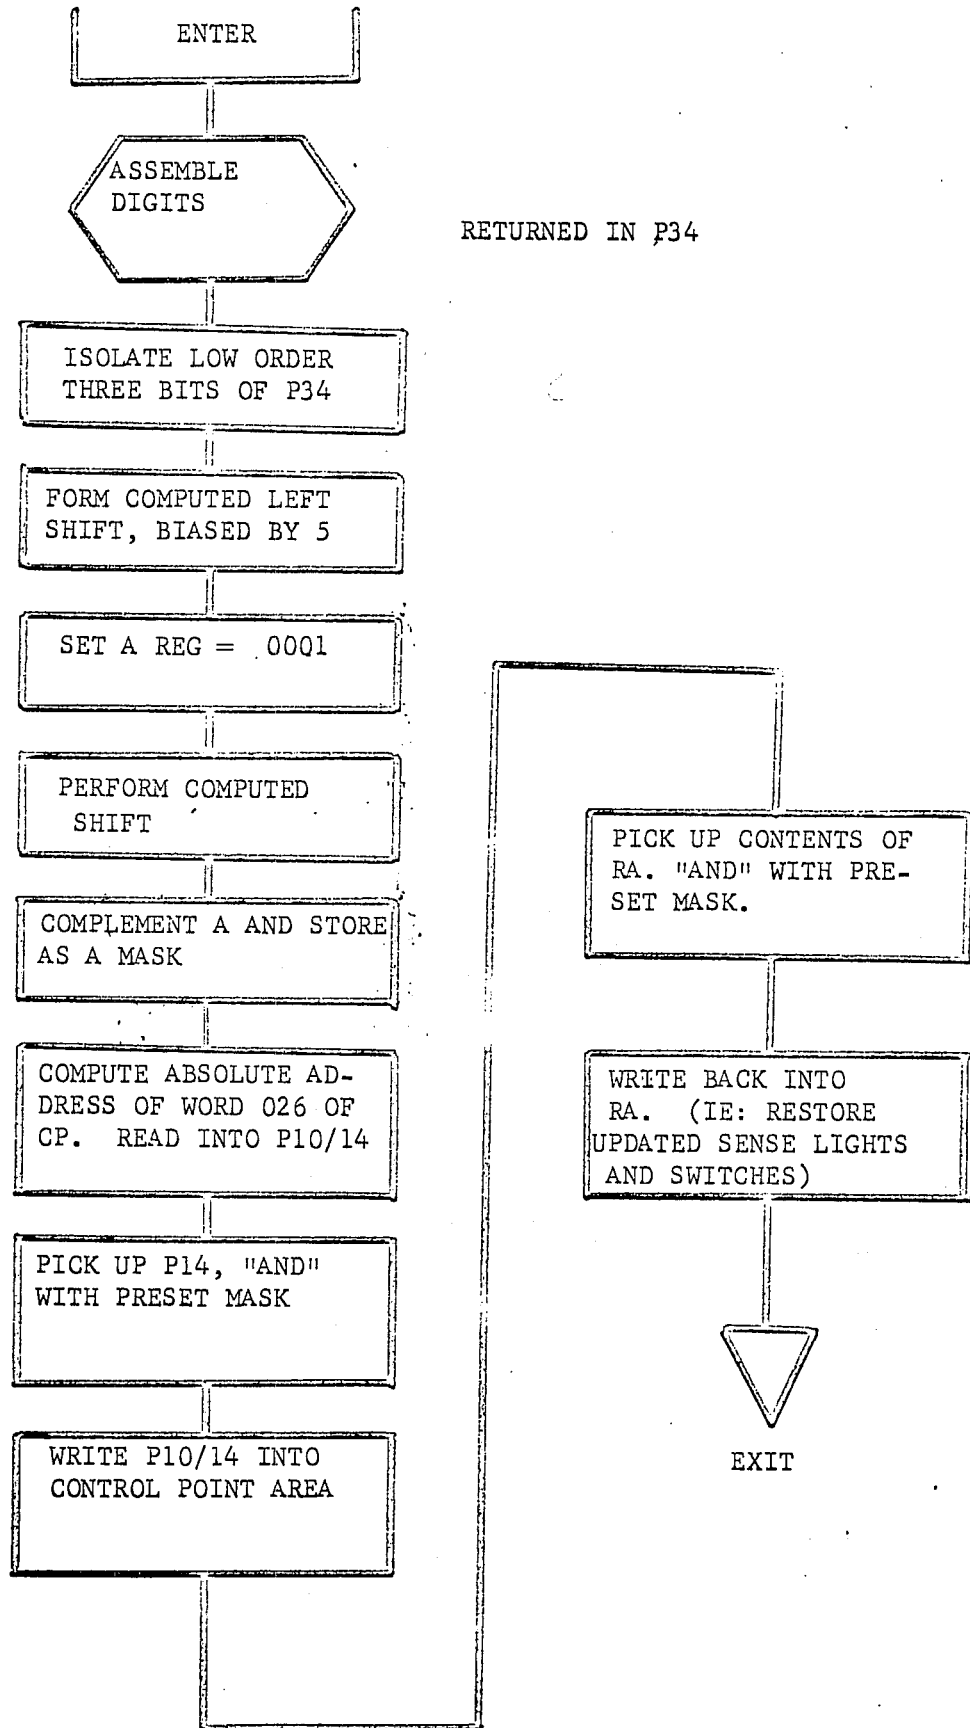 ENTER
ASSEMBLE
DIGITS
RETURNED IN P34
ISOLATE LOW ORDER
THREE BITS OF P34
FORM COMPUTED LEFT
SHIFT, BIASED BY 5
SET A REG = 0001
PERFORM COMPUTED
SHIFT
COMPLEMENT A AND STORE
AS A MASK
COMPUTE ABSOLUTE AD-
DRESS OF WORD 026 OF
CP. READ INTO P10/14
PICK UP P14, "AND"
WITH PRESET MASK
WRITE P10/14 INTO
CONTROL POINT AREA
PICK UP CONTENTS OF
RA. "AND" WITH PRE-
SET MASK.
WRITE BACK INTO
RA. (IE: RESTORE
UPDATED SENSE LIGHTS
AND SWITCHES)
EXIT